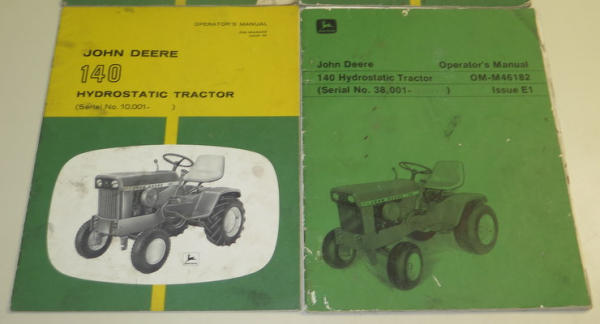 OPERATOR'S MANUAL
JOHN DEERE
140
HYDROSTATIC TRACTOR
(Serial No. 10,001- )
John Deere Operator's Manual
140 Hydrostatic Tractor OM-M46182
(Serial No. 38,001- ) Issue E1